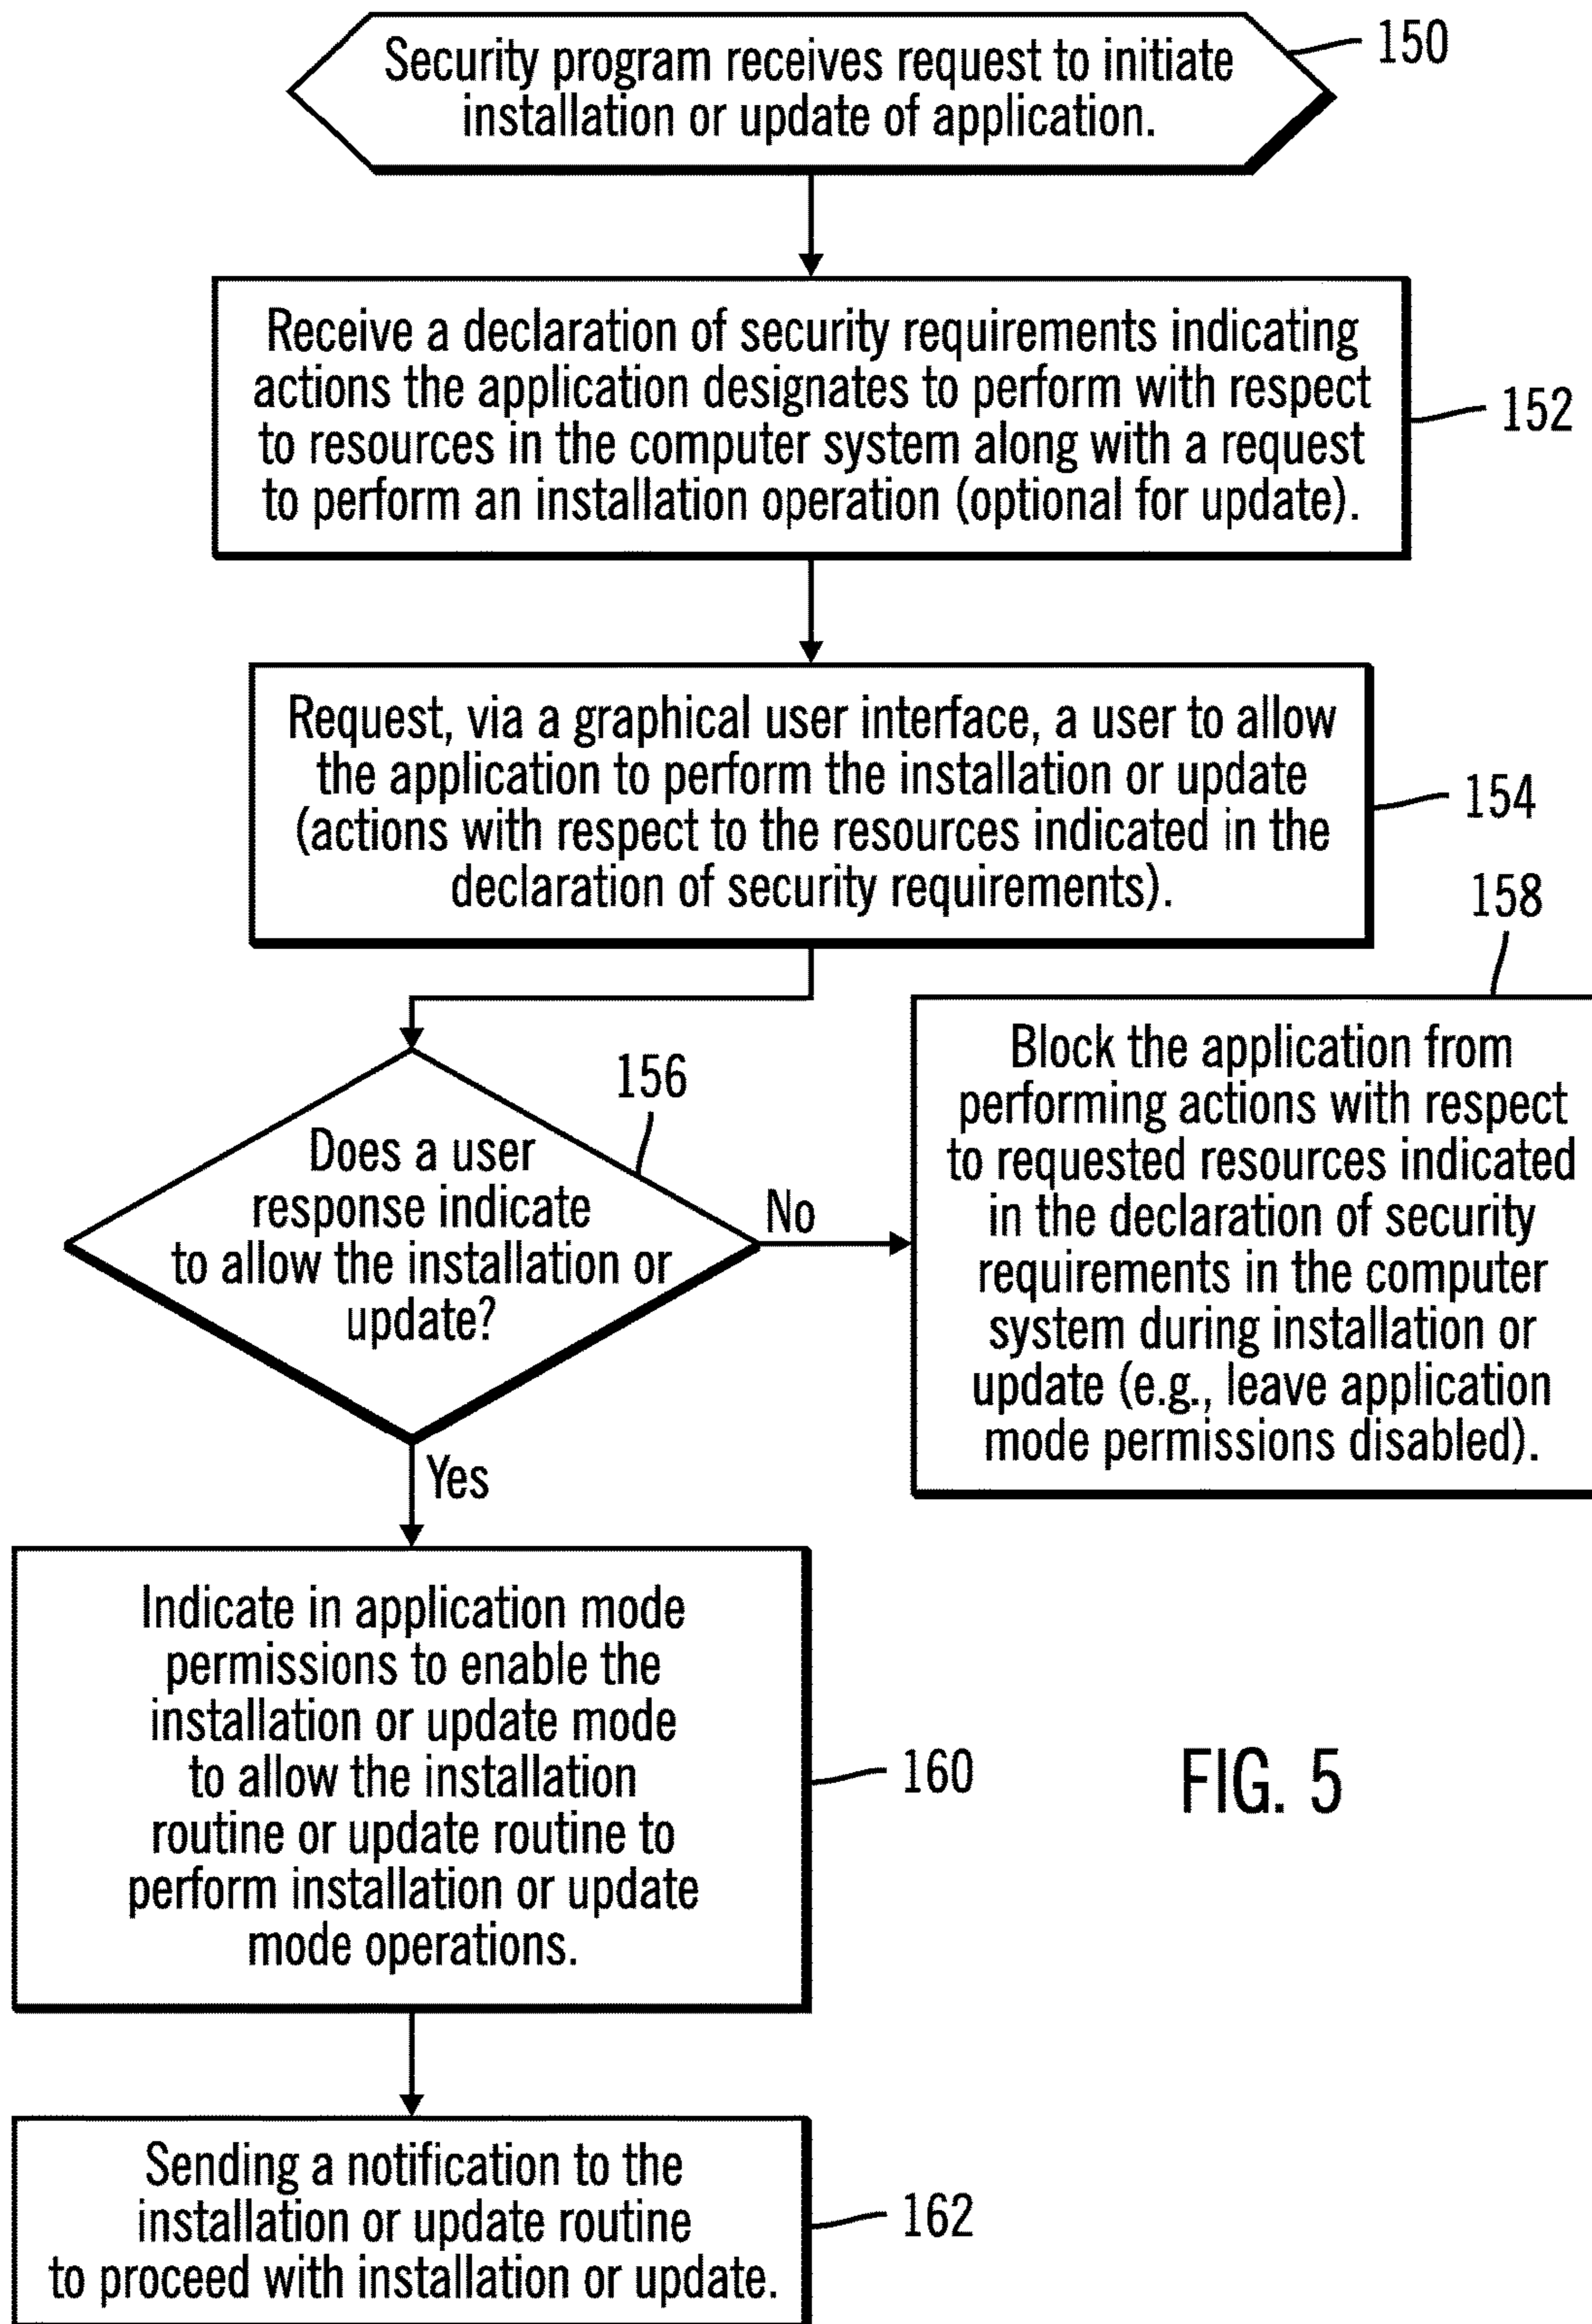 Security program receives request to initiate
installation or update of application.
150
Receive a declaration of security requirements indicating
actions the application designates to perform with respect
to resources in the computer system along with a request
to perform an installation operation (optional for update).
152
Request, via a graphical user interface, a user to allow
the application to perform the installation or update
(actions with respect to the resources indicated in the
declaration of security requirements).
154
156
Does a user
response indicate
to allow the installation or
update?
No
158
Block the application from
performing actions with respect
to requested resources indicated
in the declaration of security
requirements in the computer
system during installation or
update (e.g., leave application
mode permissions disabled).
Yes
Indicate in application mode
permissions to enable the
installation or update mode
to allow the installation
routine or update routine to
perform installation or update
mode operations.
160
FIG. 5
Sending a notification to the
installation or update routine
to proceed with installation or update.
162